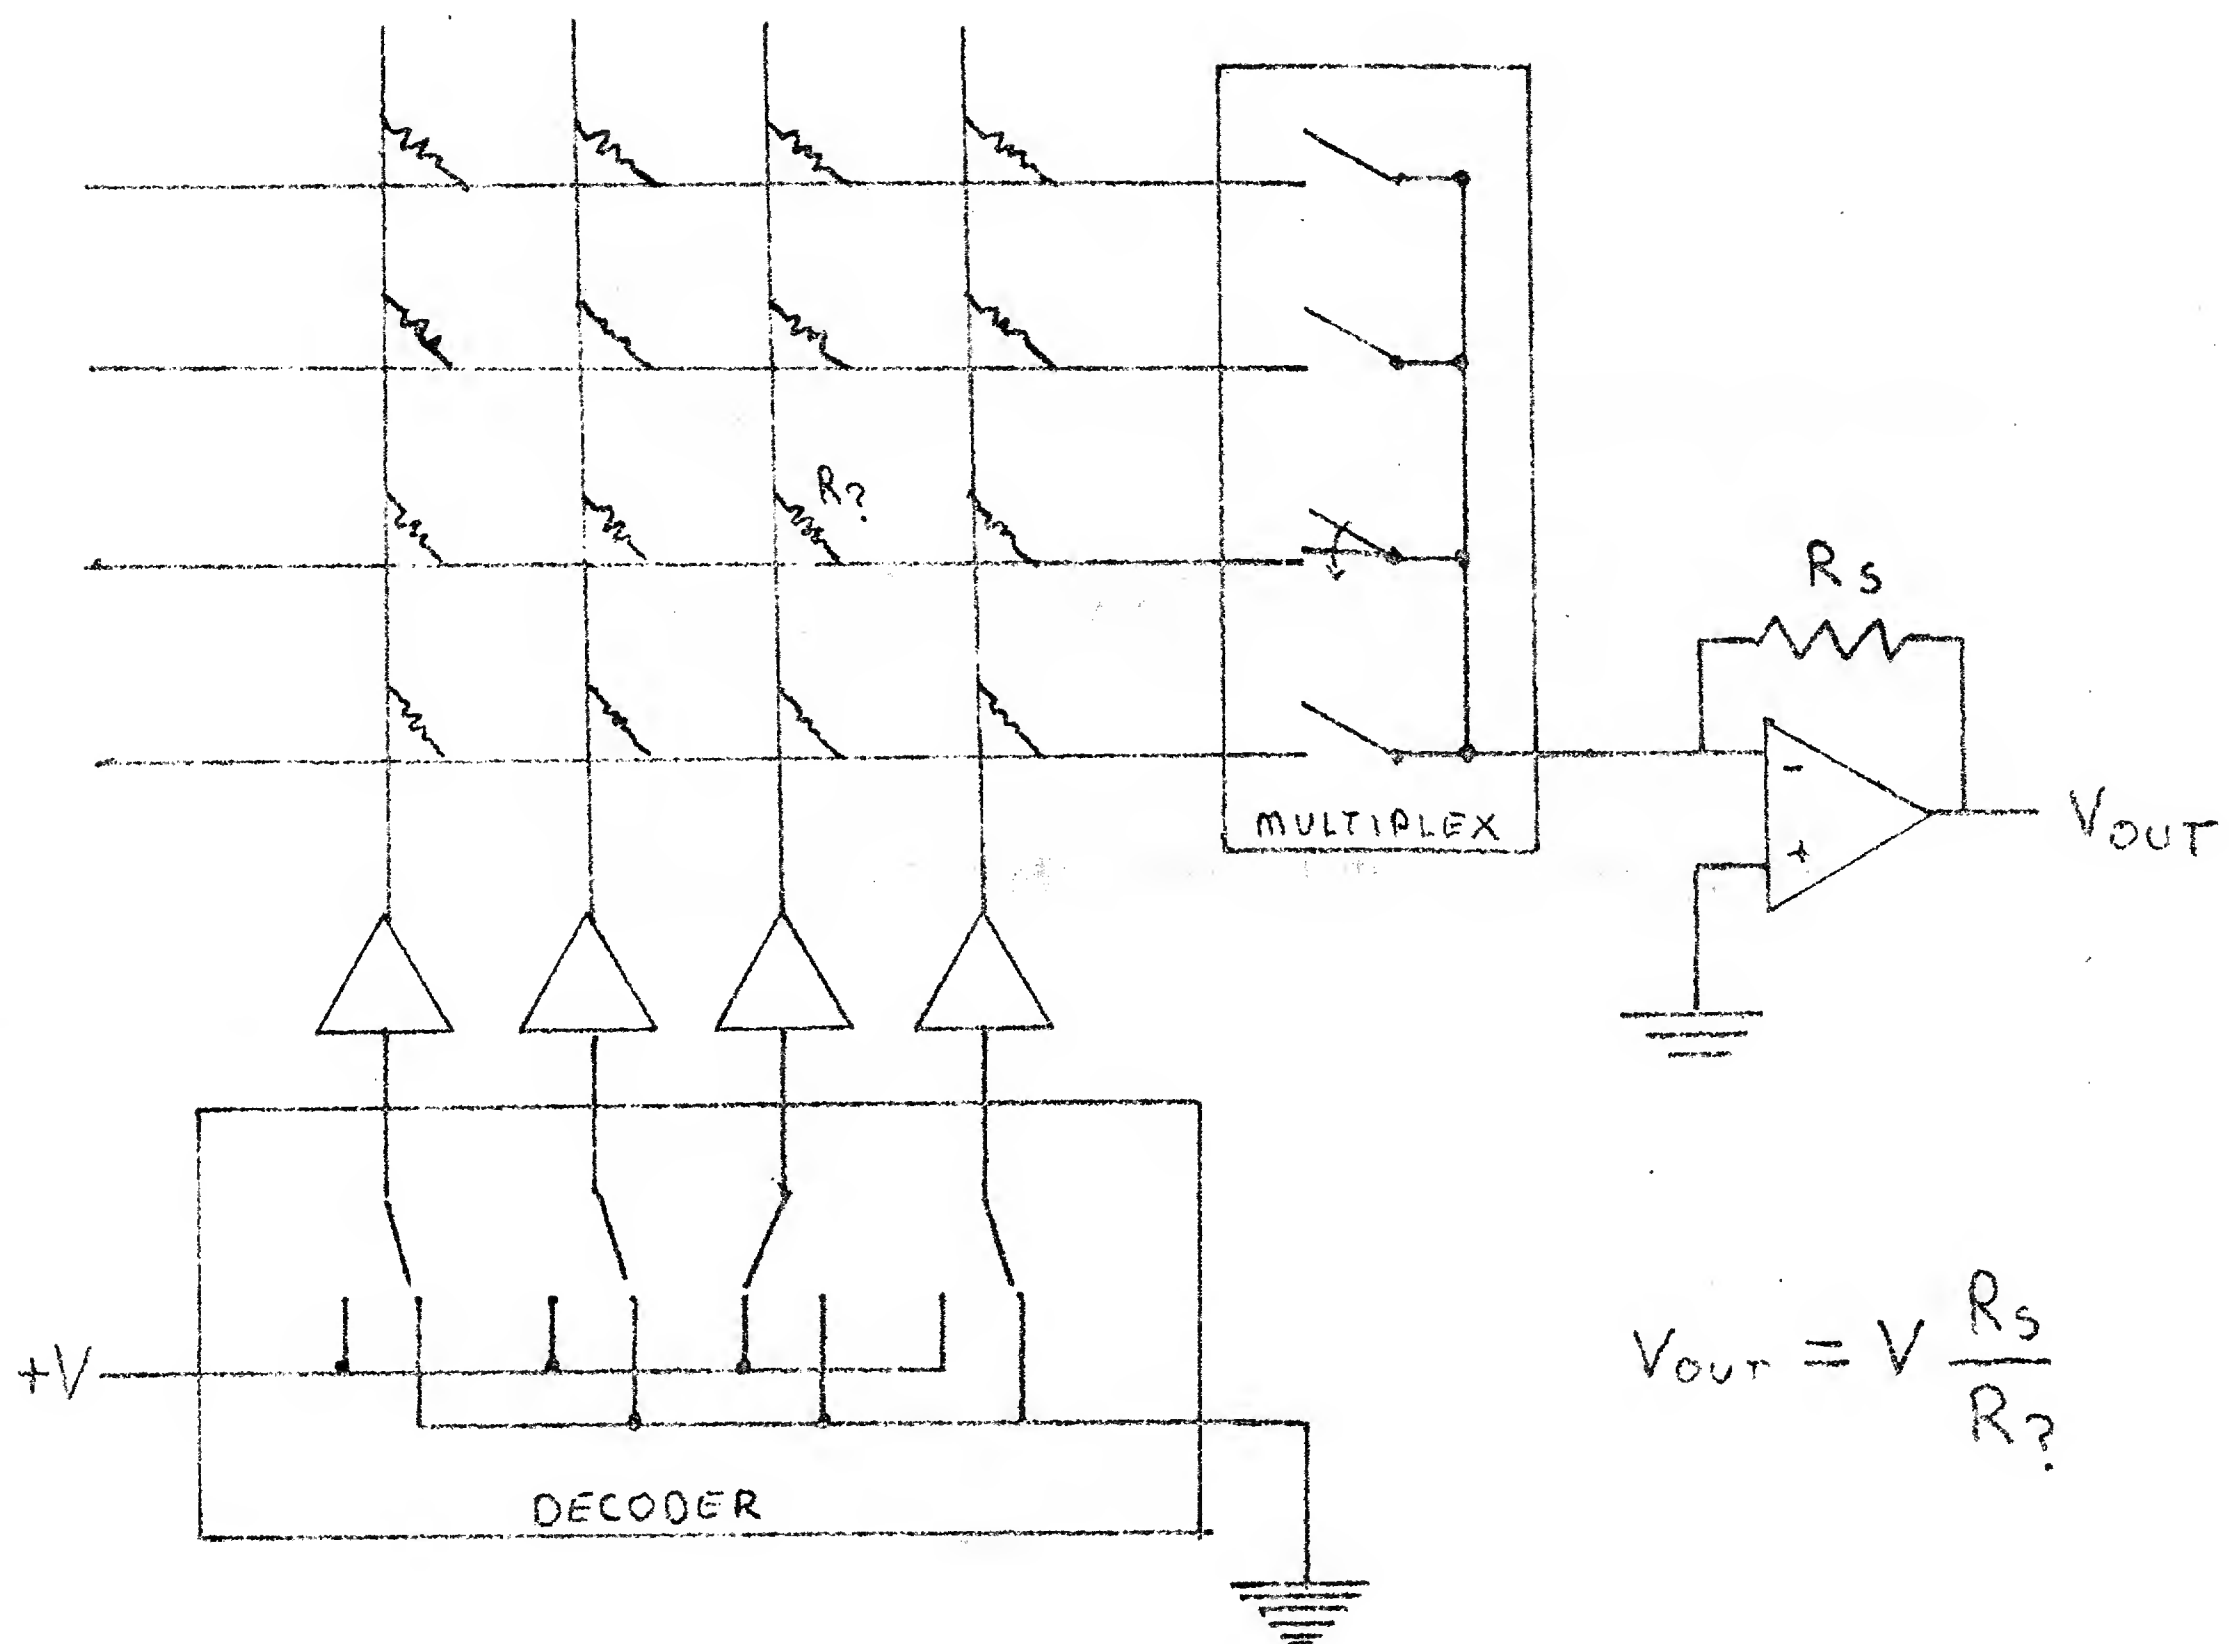 R?
RS
-
+
VOUT
MULTIPLEX
+V
VOUT = V RS / R?
DECODER